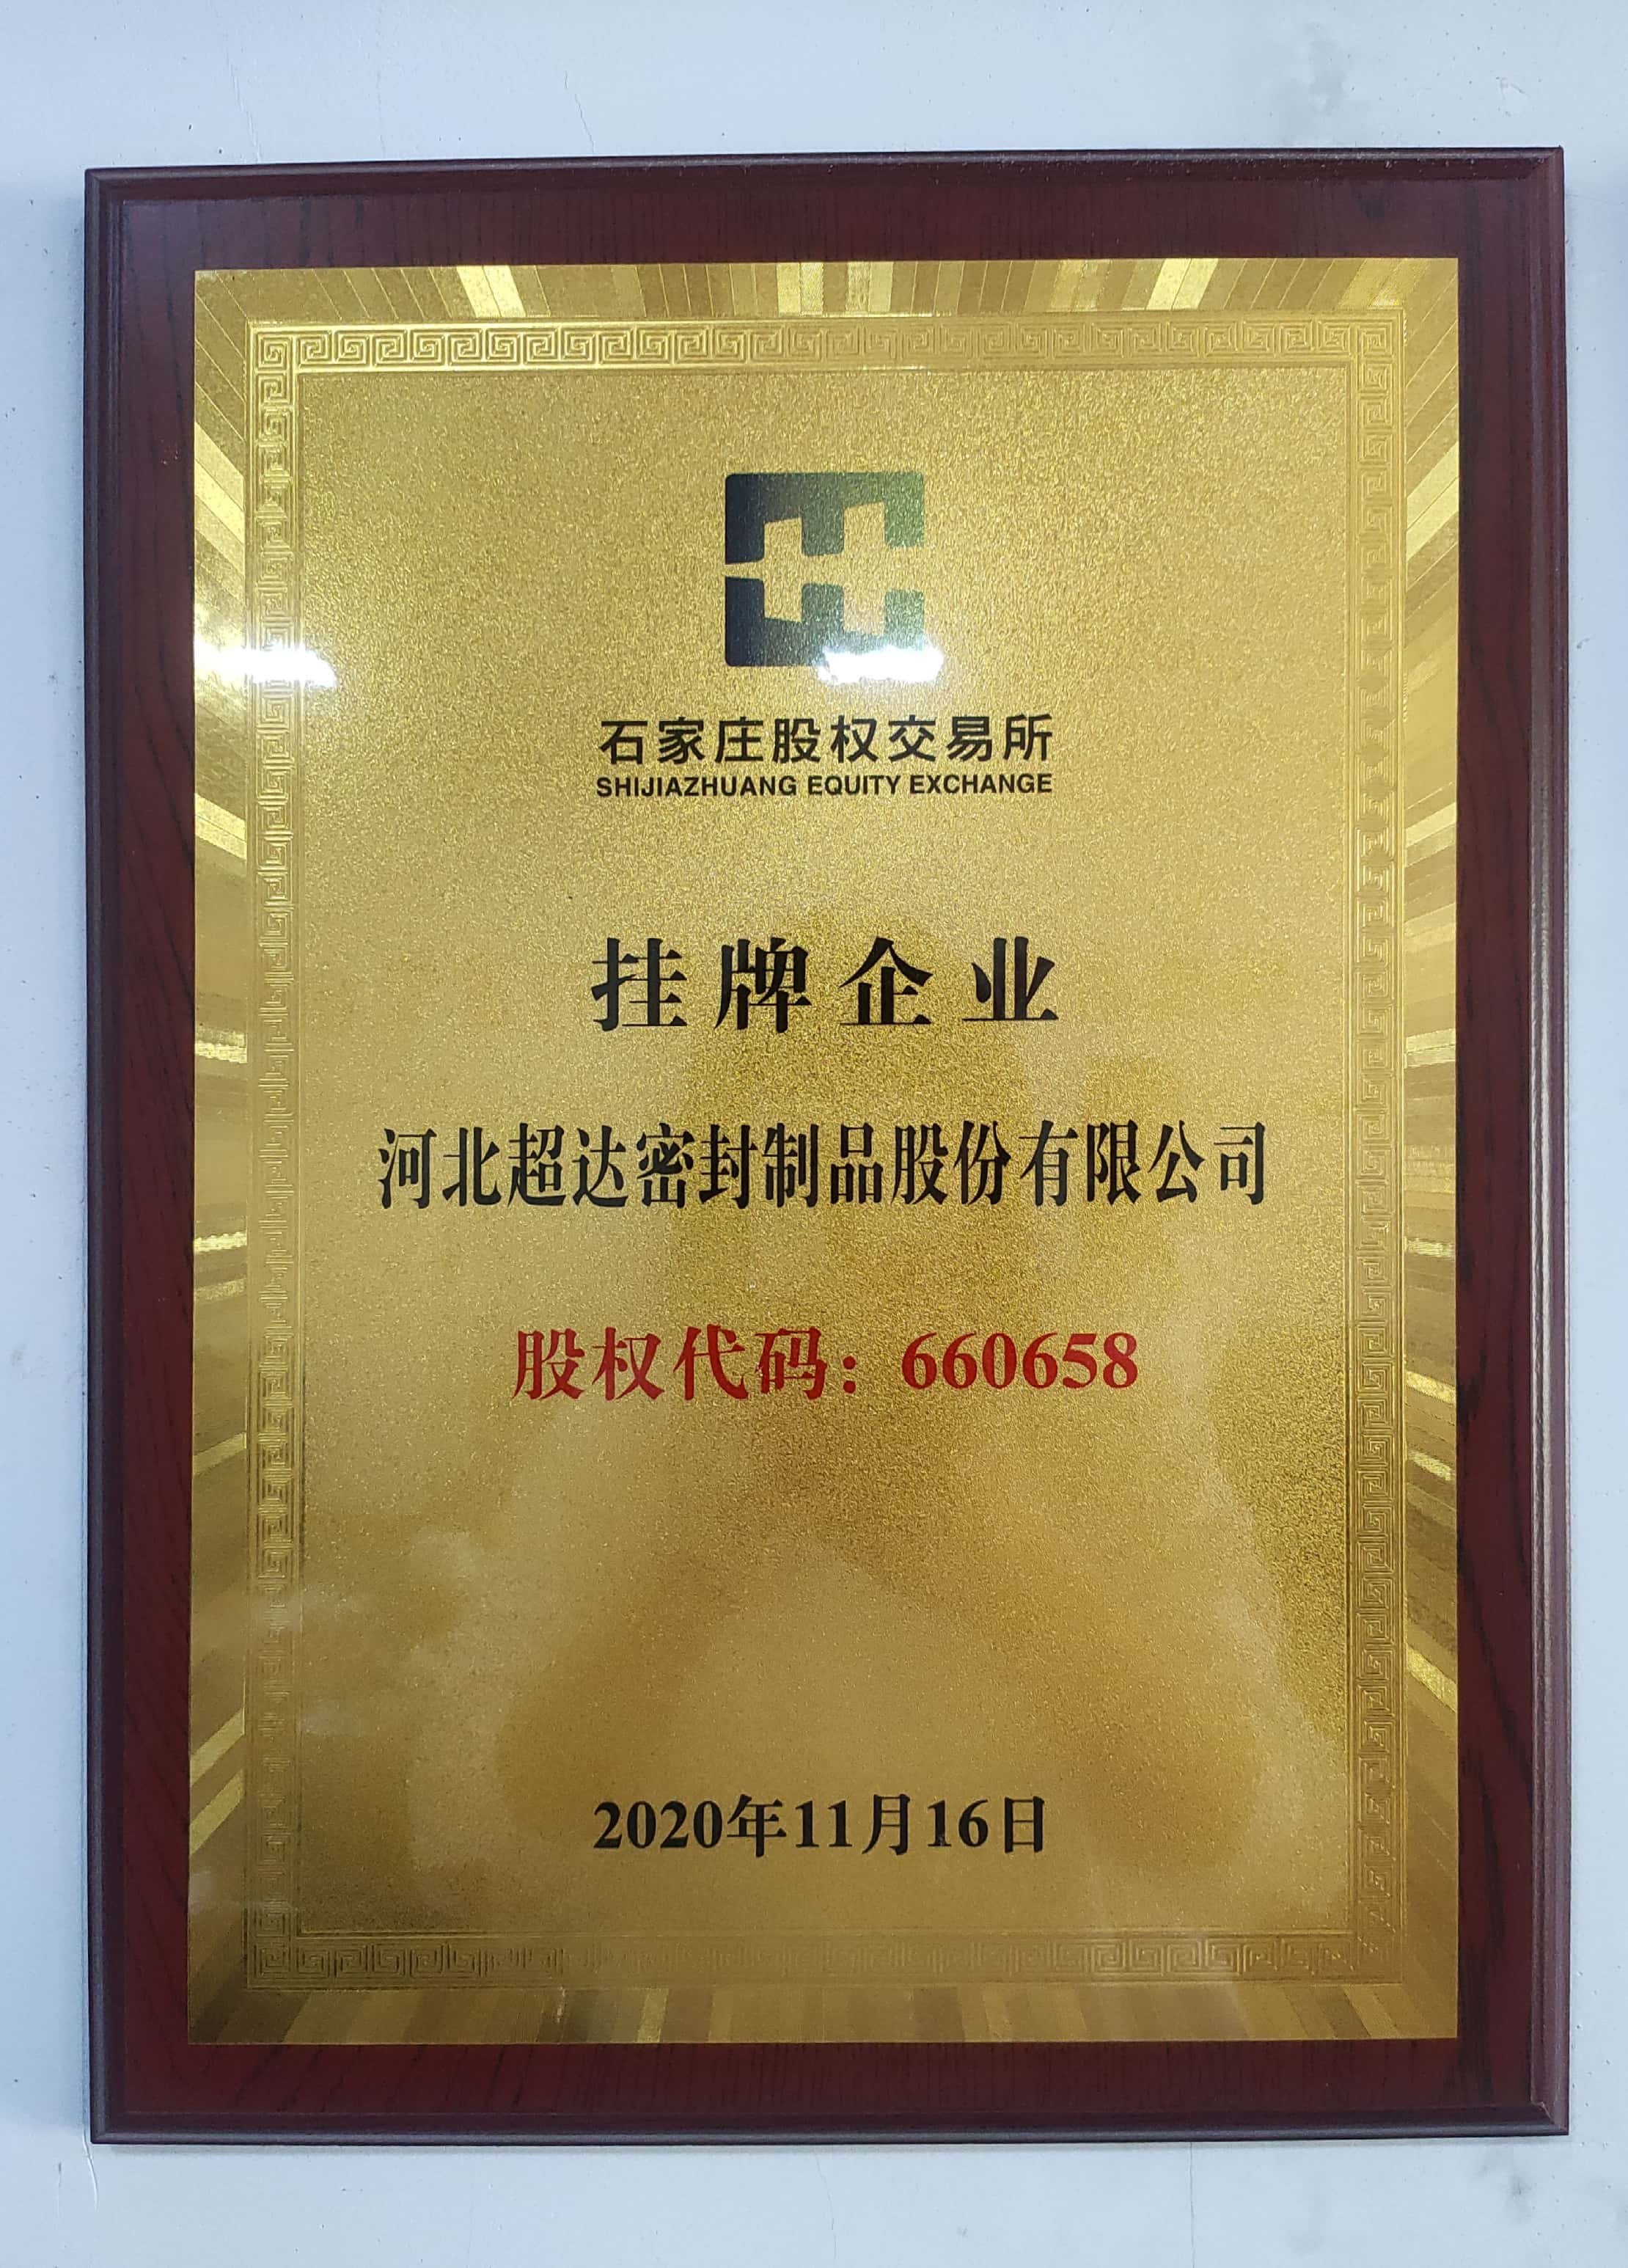 石家庄股权交易所
SHIJIAZHUANG EQUITY EXCHANGE
挂牌企业
河北超达密封制品股份有限公司
股权代码：660658
2020年11月16日